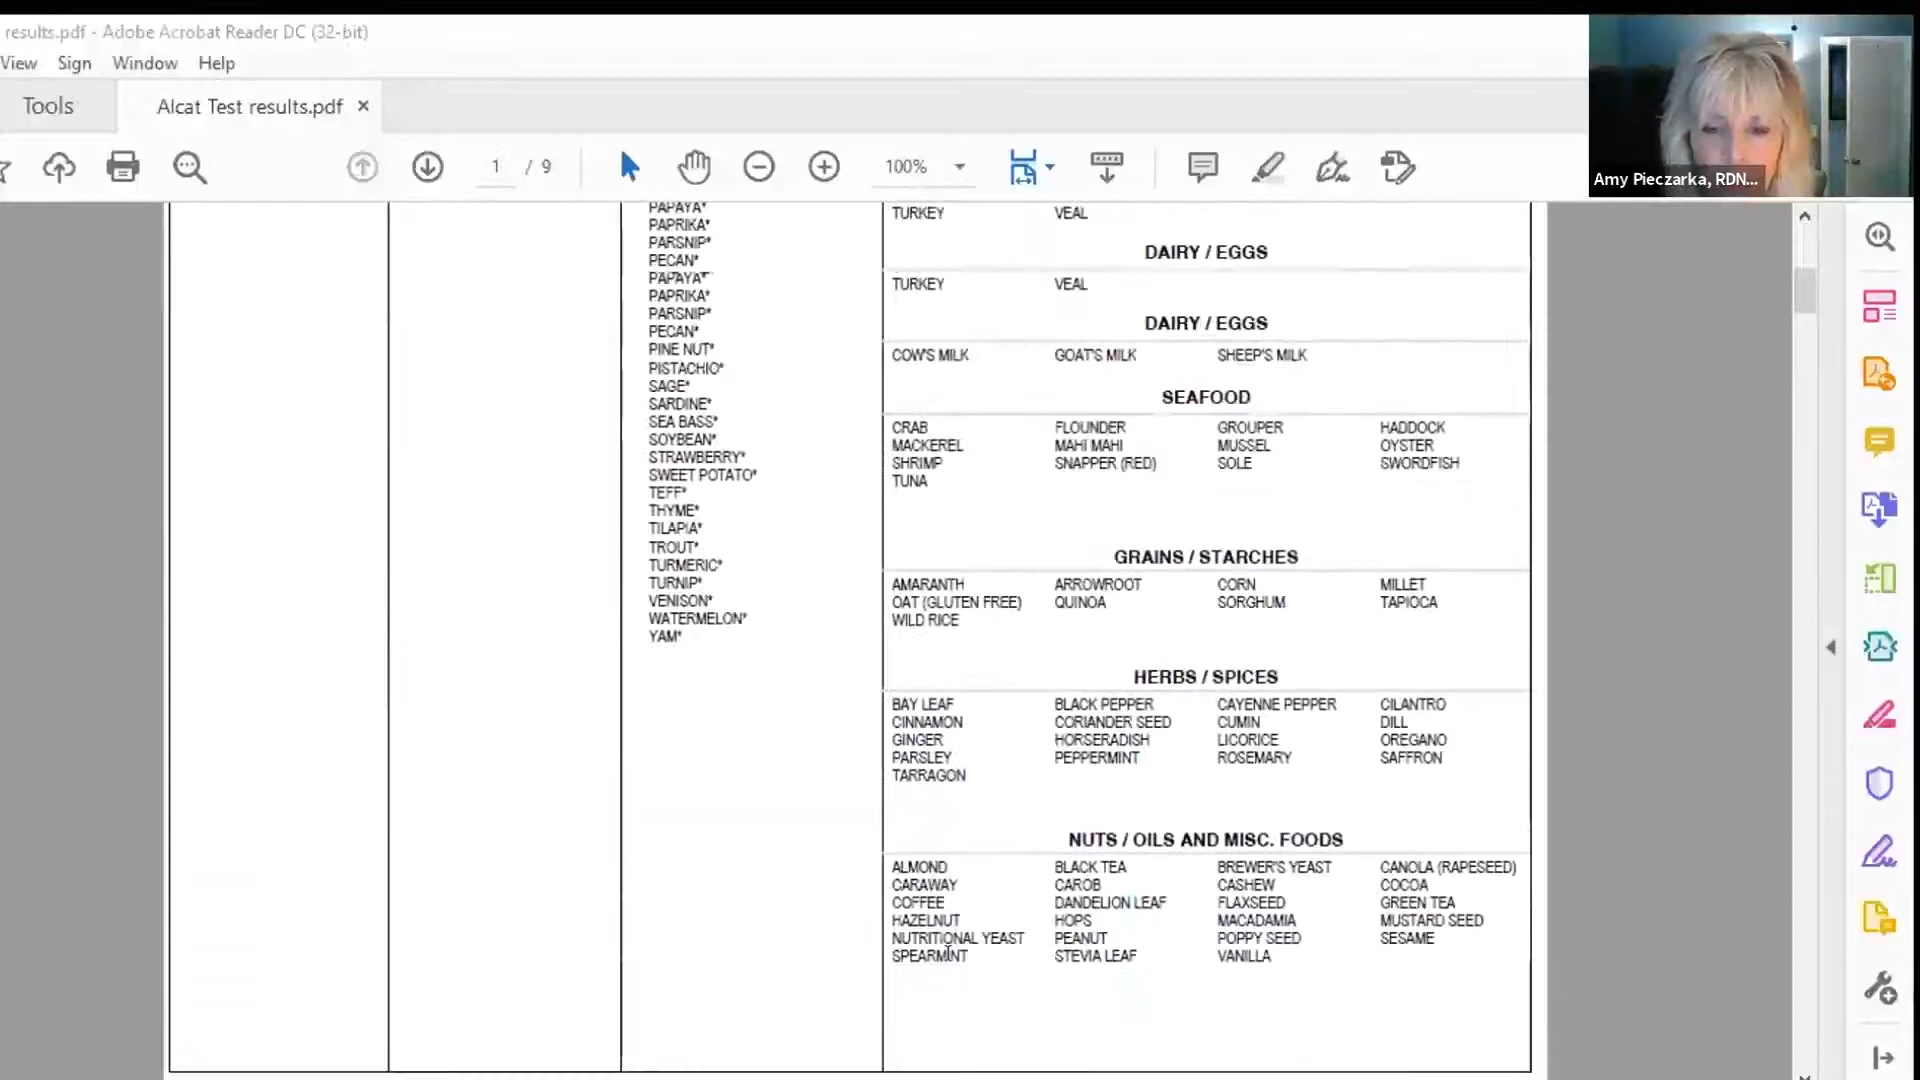 results.pdf - Adobe Acrobat Reader DC (32-bit)
View Sign Window Help
Tools Alcat Test results.pdf ×
1 / 9 100%
Amy Pieczarka, RDN...
PAPAYA*
PAPRIKA*
PARSNIP*
PECAN*
PAPAYA*
PAPRIKA*
PARSNIP*
PECAN*
PINE NUT*
PISTACHIO*
SAGE*
SARDINE*
SEA BASS*
SOYBEAN*
STRAWBERRY*
SWEET POTATO*
TEFF*
THYME*
TILAPIA*
TROUT*
TURMERIC*
TURNIP*
VENISON*
WATERMELON*
YAM*
TURKEY VEAL
DAIRY / EGGS
TURKEY VEAL
DAIRY / EGGS
COW'S MILK GOAT'S MILK SHEEP'S MILK
SEAFOOD
CRAB FLOUNDER GROUPER HADDOCK
MACKEREL MAHI MAHI MUSSEL OYSTER
SHRIMP SNAPPER (RED) SOLE SWORDFISH
TUNA
GRAINS / STARCHES
AMARANTH ARROWROOT CORN MILLET
OAT (GLUTEN FREE) QUINOA SORGHUM TAPIOCA
WILD RICE
HERBS / SPICES
BAY LEAF BLACK PEPPER CAYENNE PEPPER CILANTRO
CINNAMON CORIANDER SEED CUMIN DILL
GINGER HORSERADISH LICORICE OREGANO
PARSLEY PEPPERMINT ROSEMARY SAFFRON
TARRAGON
NUTS / OILS AND MISC. FOODS
ALMOND BLACK TEA BREWER'S YEAST CANOLA (RAPESEED)
CARAWAY CAROB CASHEW COCOA
COFFEE DANDELION LEAF FLAXSEED GREEN TEA
HAZELNUT HOPS MACADAMIA MUSTARD SEED
NUTRITIONAL YEAST PEANUT POPPY SEED SESAME
SPEARMINT STEVIA LEAF VANILLA